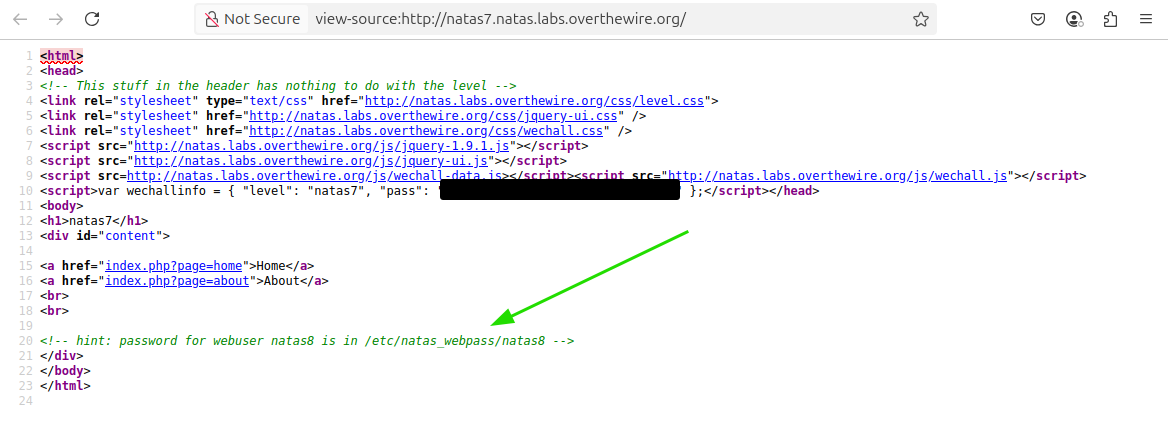 Not Secure view-source:http://natas7.natas.labs.overthewire.org/
1 <html>
2 <head>
3 <!-- This stuff in the header has nothing to do with the level -->
4 <link rel="stylesheet" type="text/css" href="http://natas.labs.overthewire.org/css/level.css">
5 <link rel="stylesheet" href="http://natas.labs.overthewire.org/css/jquery-ui.css" />
6 <link rel="stylesheet" href="http://natas.labs.overthewire.org/css/wechall.css" />
7 <script src="http://natas.labs.overthewire.org/js/jquery-1.9.1.js"></script>
8 <script src="http://natas.labs.overthewire.org/js/jquery-ui.js"></script>
9 <script src=http://natas.labs.overthewire.org/js/wechall-data.js></script><script src="http://natas.labs.overthewire.org/js/wechall.js"></script>
10 <script>var wechallinfo = { "level": "natas7", "pass": "" };</script></head>
11 <body>
12 <h1>natas7</h1>
13 <div id="content">
14
15 <a href="index.php?page=home">Home</a>
16 <a href="index.php?page=about">About</a>
17 <br>
18 <br>
19
20 <!-- hint: password for webuser natas8 is in /etc/natas_webpass/natas8 -->
21 </div>
22 </body>
23 </html>
24